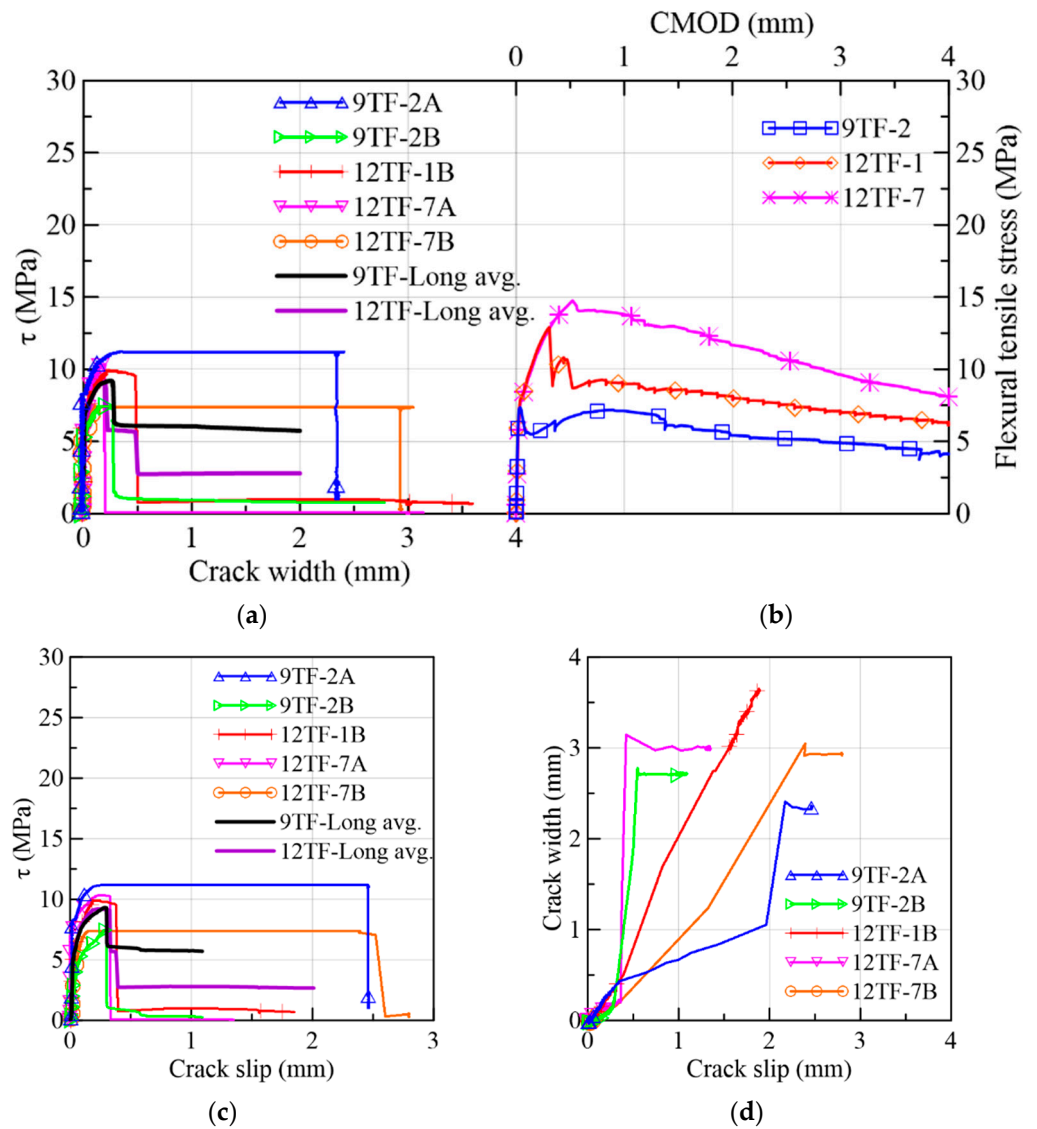 CMOD (mm)
0 1 2 3 4
30 30
25 25
20 20
15 15
10 10
5 5
0 0
τ (MPa)
9TF-2A
9TF-2B
12TF-1B
12TF-7A
12TF-7B
9TF-Long avg.
12TF-Long avg.
9TF-2
12TF-1
12TF-7
Flexural tensile stress (MPa)
0 1 2 3 4
Crack width (mm)
(a) (b)
30
25
20
15
10
5
0
τ (MPa)
9TF-2A
9TF-2B
12TF-1B
12TF-7A
12TF-7B
9TF-Long avg.
12TF-Long avg.
0 1 2 3
Crack slip (mm)
(c)
4
3
2
1
0
Crack width (mm)
9TF-2A
9TF-2B
12TF-1B
12TF-7A
12TF-7B
0 1 2 3 4
Crack slip (mm)
(d)